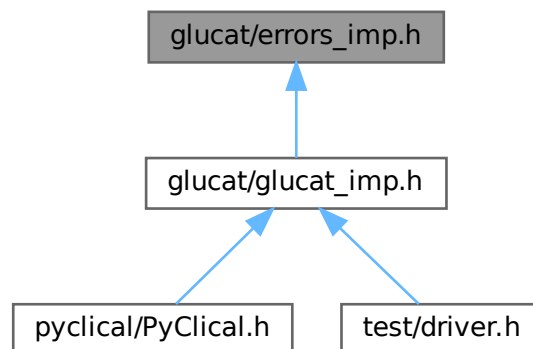 glucat/errors_imp.h
glucat/glucat_imp.h
pyclical/PyClical.h
test/driver.h